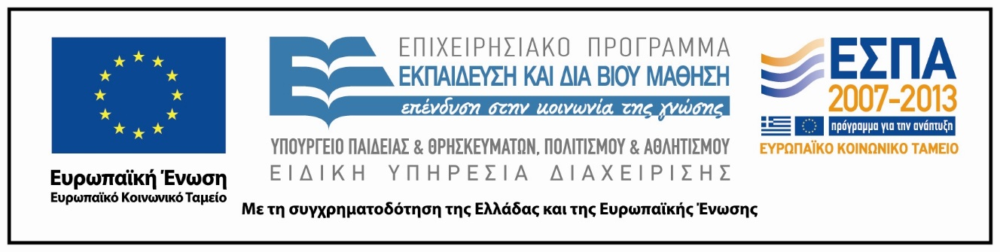 Ευρωπαϊκή Ένωση
Ευρωπαϊκό Κοινωνικό Ταμείο
ΕΠΙΧΕΙΡΗΣΙΑΚΟ ΠΡΟΓΡΑΜΜΑ
ΕΚΠΑΙΔΕΥΣΗ ΚΑΙ ΔΙΑ ΒΙΟΥ ΜΑΘΗΣΗ
επένδυση στην κοινωνία της γνώσης
ΥΠΟΥΡΓΕΙΟ ΠΑΙΔΕΙΑΣ & ΘΡΗΣΚΕΥΜΑΤΩΝ, ΠΟΛΙΤΙΣΜΟΥ & ΑΘΛΗΤΙΣΜΟΥ
ΕΙΔΙΚΗ ΥΠΗΡΕΣΙΑ ΔΙΑΧΕΙΡΙΣΗΣ
ΕΣΠΑ
2007-2013
πρόγραμμα για την ανάπτυξη
ΕΥΡΩΠΑΪΚΟ ΚΟΙΝΩΝΙΚΟ ΤΑΜΕΙΟ
Με τη συγχρηματοδότηση της Ελλάδας και της Ευρωπαϊκής Ένωσης